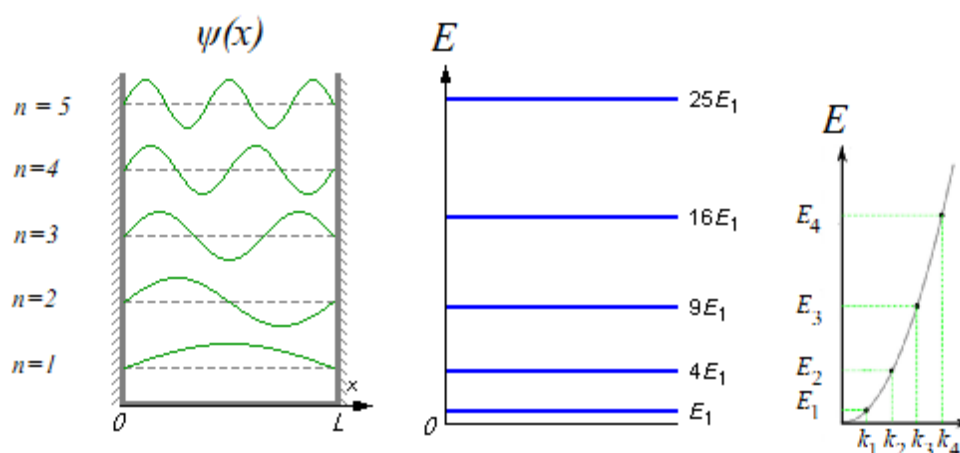 ψ(x)
n = 5
n=4
n=3
n=2
n=1
0
L
x
E
25E₁
16E₁
9E₁
4E₁
E₁
0
E
E₄
E₃
E₂
E₁
k₁ k₂ k₃ k₄